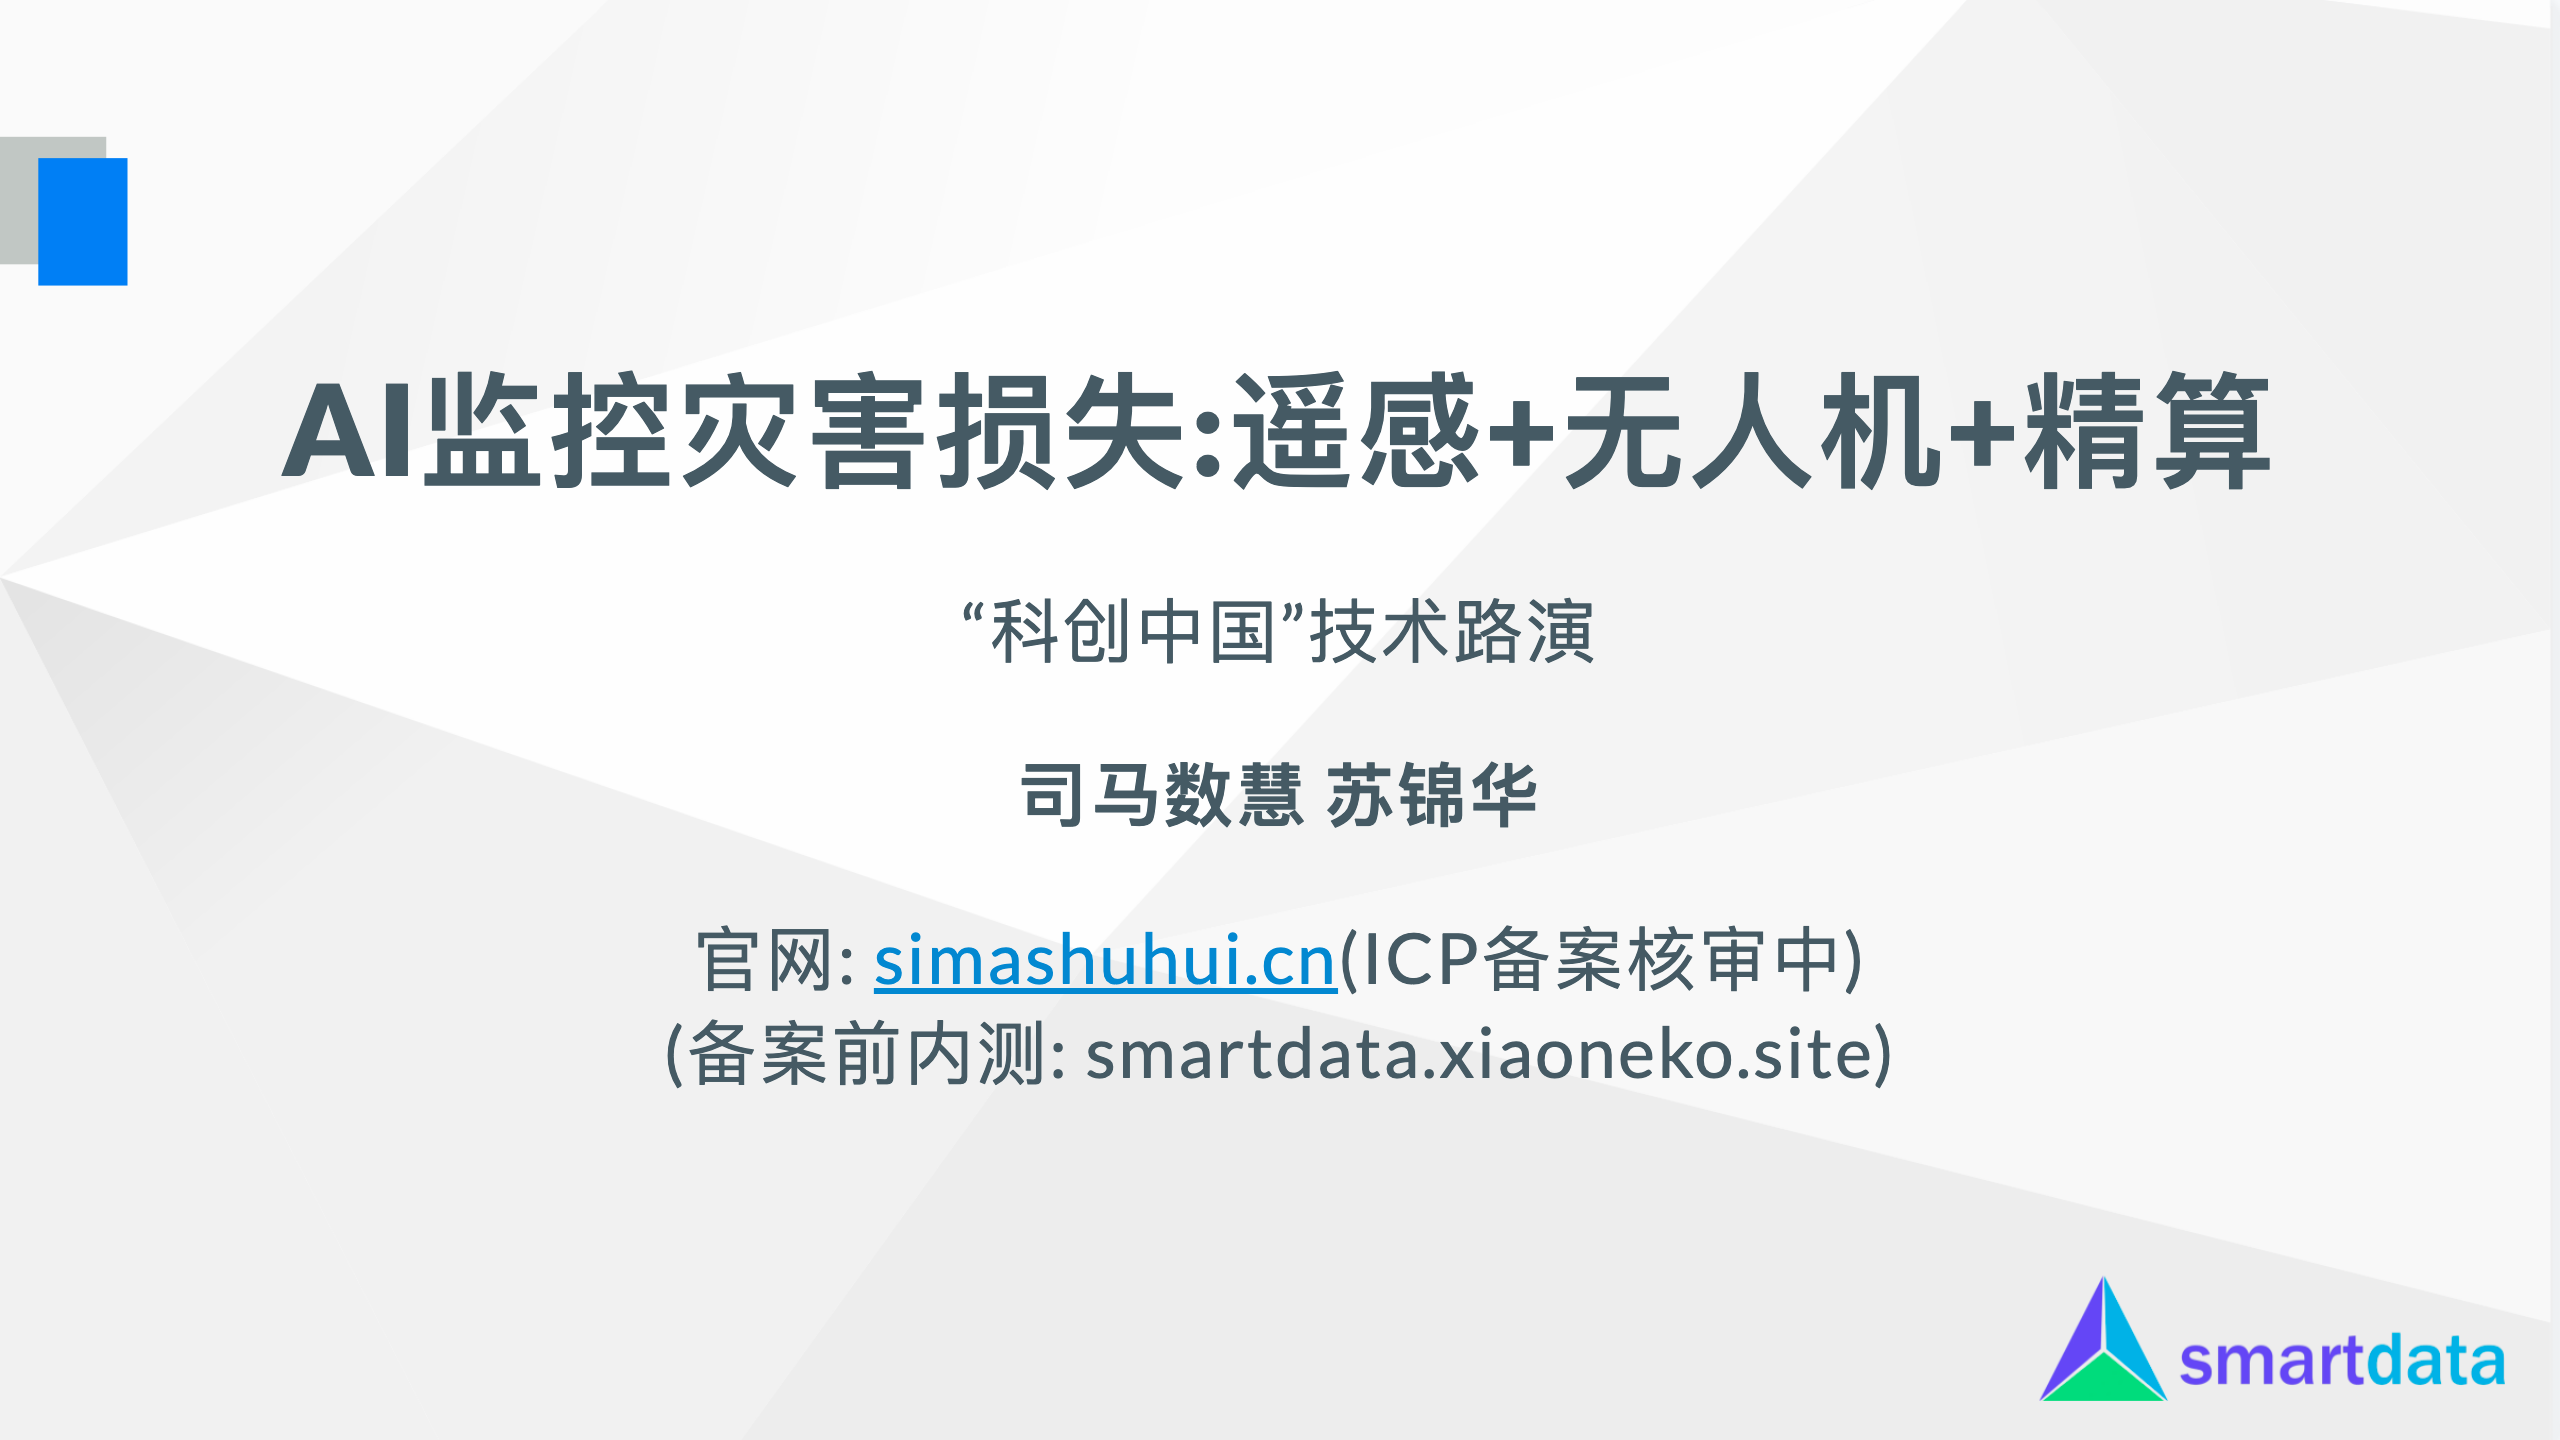 AI监控灾害损失:遥感+无人机+精算
“科创中国”技术路演
司马数慧 苏锦华
官网: simashuhui.cn(ICP备案核审中)
(备案前内测: smartdata.xiaoneko.site)
smartdata